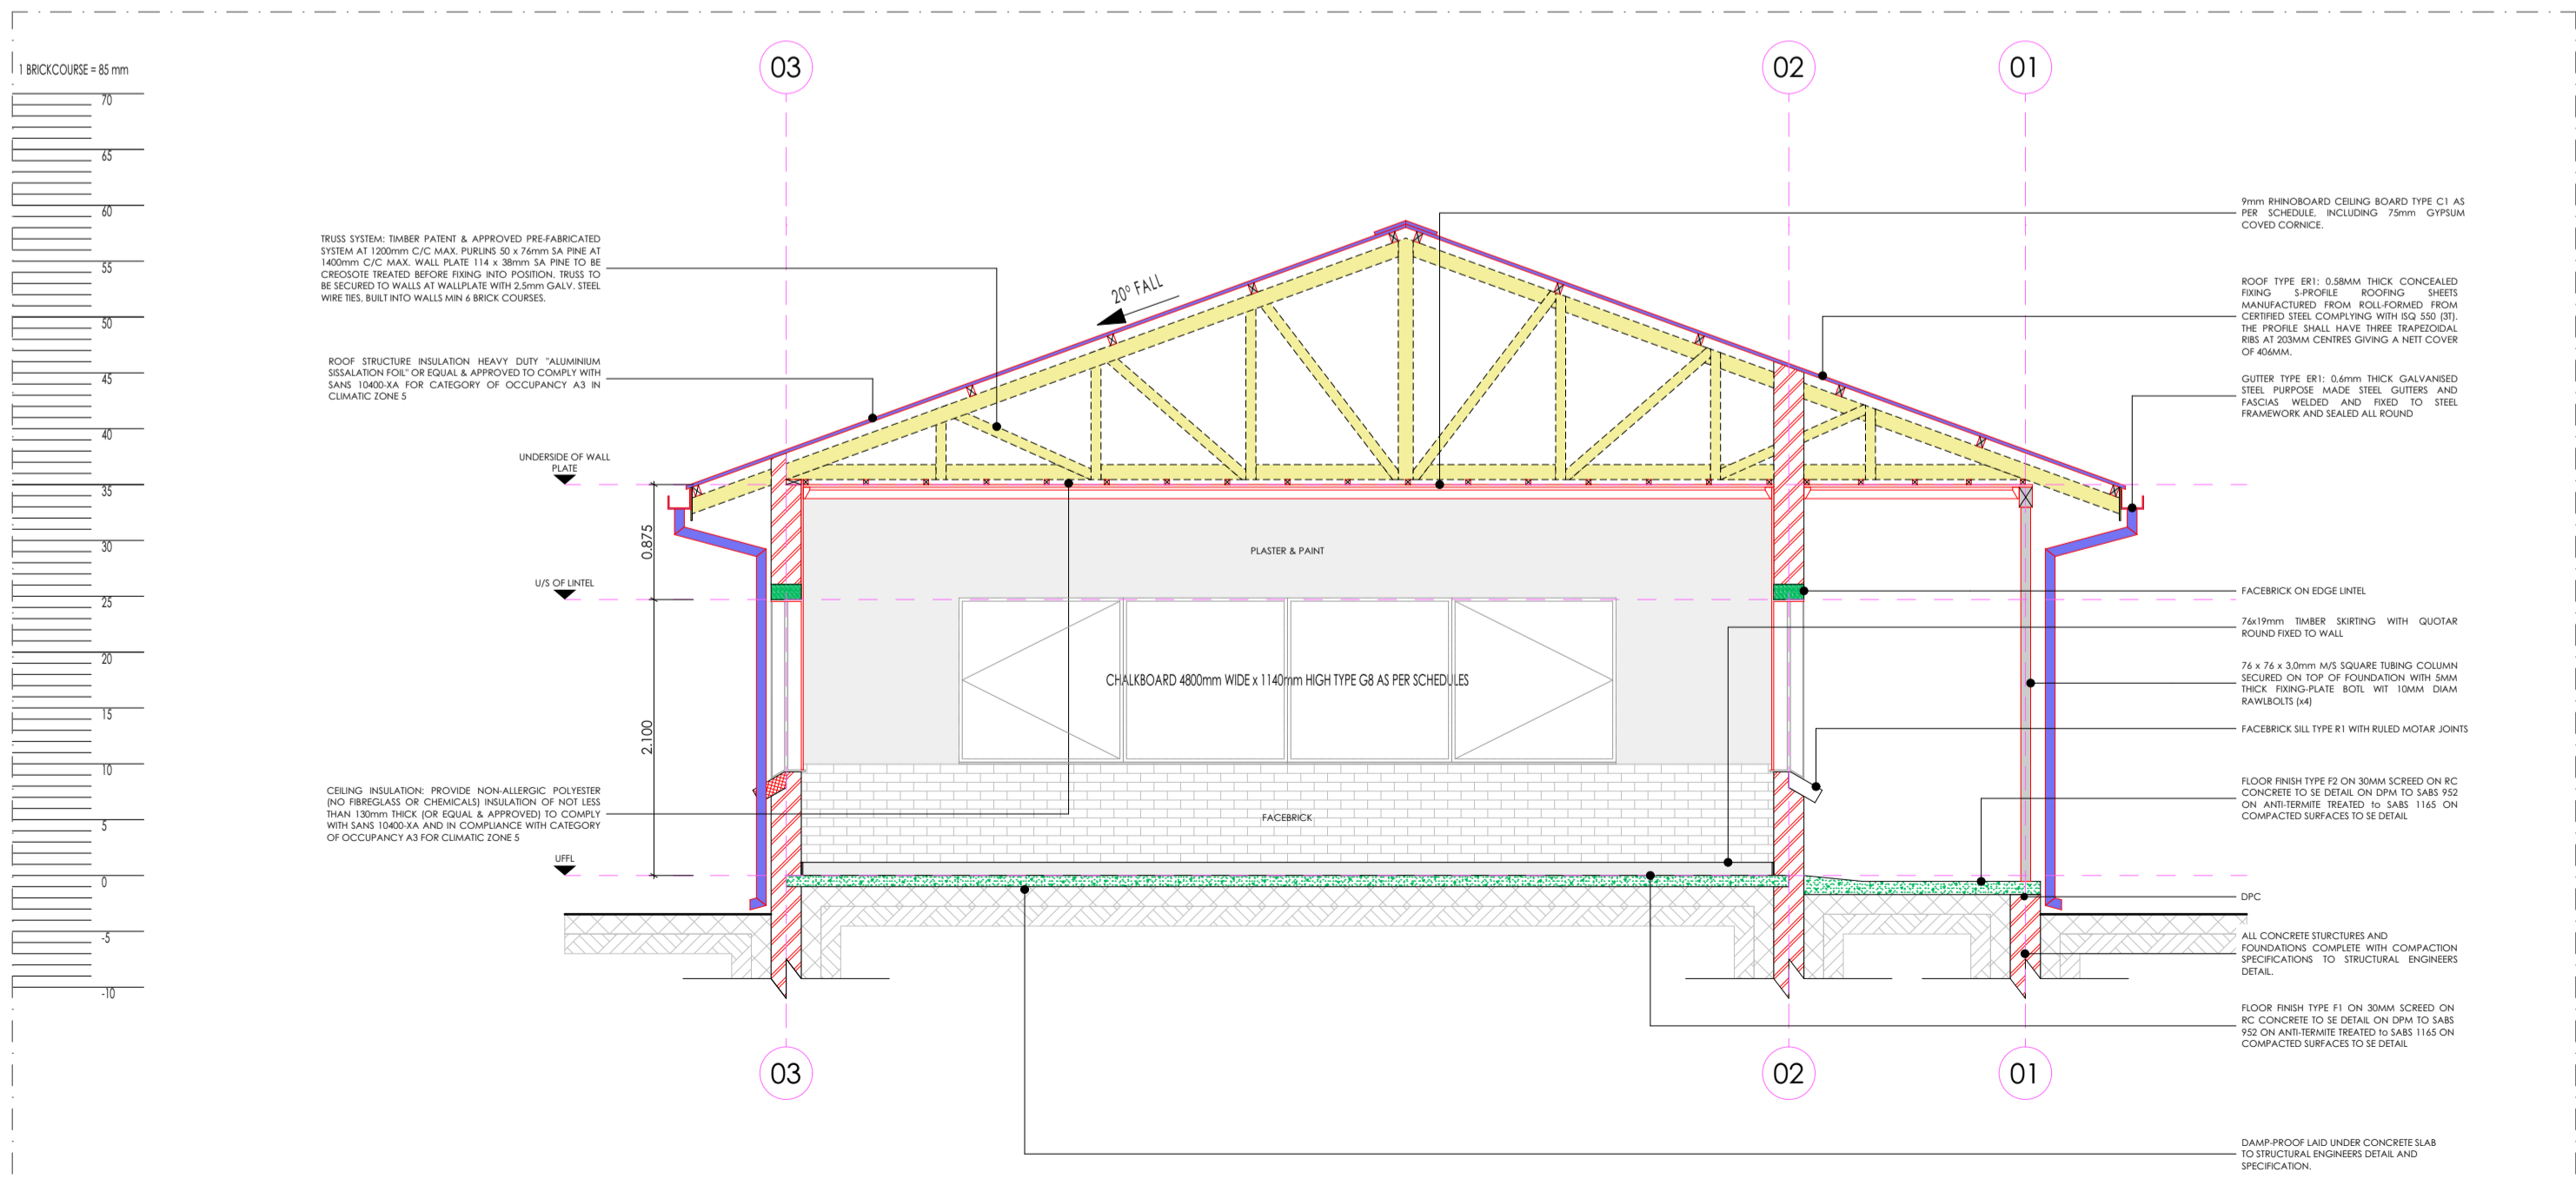 03
02
01
1 BRICKCOURSE = 85 mm
70
65
60
55
50
45
40
35
30
25
20
15
10
5
0
-5
-10
TRUSS SYSTEM: TIMBER PATENT & APPROVED PRE-FABRICATED
SYSTEM AT 1200mm C/C MAX. PURLINS 50 x 76mm SA PINE AT
1400mm C/C MAX. WALL PLATE 114 x 38mm SA PINE TO BE
CREOSOTE TREATED BEFORE FIXING INTO POSITION. TRUSS TO
BE SECURED TO WALLS AT WALLPLATE WITH 2,5mm GALV. STEEL
WIRE TIES, BUILT INTO WALLS MIN 6 BRICK COURSES.
ROOF STRUCTURE INSULATION HEAVY DUTY "ALUMINIUM
SISSALATION FOIL" OR EQUAL & APPROVED TO COMPLY WITH
SANS 10400-XA FOR CATEGORY OF OCCUPANCY A3 IN
CLIMATIC ZONE 5
UNDERSIDE OF WALL
PLATE
0.875
U/S OF LINTEL
2.100
CEILING INSULATION: PROVIDE NON-ALLERGIC POLYESTER
(NO FIBREGLASS OR CHEMICALS) INSULATION OF NOT LESS
THAN 130mm THICK (OR EQUAL & APPROVED) TO COMPLY
WITH SANS 10400-XA AND IN COMPLIANCE WITH CATEGORY
OF OCCUPANCY A3 FOR CLIMATIC ZONE 5
UFFL
20° FALL
PLASTER & PAINT
CHALKBOARD 4800mm WIDE x 1140mm HIGH TYPE G8 AS PER SCHEDULES
FACEBRICK
9mm RHINOBOARD CEILING BOARD TYPE C1 AS
PER SCHEDULE, INCLUDING 75mm GYPSUM
COVED CORNICE.
ROOF TYPE ER1: 0.58MM THICK CONCEALED
FIXING S-PROFILE ROOFING SHEETS
MANUFACTURED FROM ROLL-FORMED FROM
CERTIFIED STEEL COMPLYING WITH ISQ 550 (3T).
THE PROFILE SHALL HAVE THREE TRAPEZOIDAL
RIBS AT 203MM CENTRES GIVING A NETT COVER
OF 406MM.
GUTTER TYPE ER1: 0,6mm THICK GALVANISED
STEEL PURPOSE MADE STEEL GUTTERS AND
FASCIAS WELDED AND FIXED TO STEEL
FRAMEWORK AND SEALED ALL ROUND
FACEBRICK ON EDGE LINTEL
76x19mm TIMBER SKIRTING WITH QUOTAR
ROUND FIXED TO WALL
76 x 76 x 3,0mm M/S SQUARE TUBING COLUMN
SECURED ON TOP OF FOUNDATION WITH 5MM
THICK FIXING-PLATE BOTL WIT 10MM DIAM
RAWLBOLTS (x4)
FACEBRICK SILL TYPE R1 WITH RULED MOTAR JOINTS
FLOOR FINISH TYPE F2 ON 30MM SCREED ON RC
CONCRETE TO SE DETAIL ON DPM TO SABS 952
ON ANTI-TERMITE TREATED to SABS 1165 ON
COMPACTED SURFACES TO SE DETAIL
DPC
ALL CONCRETE STURCTURES AND
FOUNDATIONS COMPLETE WITH COMPACTION
SPECIFICATIONS TO STRUCTURAL ENGINEERS
DETAIL.
FLOOR FINISH TYPE F1 ON 30MM SCREED ON
RC CONCRETE TO SE DETAIL ON DPM TO SABS
952 ON ANTI-TERMITE TREATED to SABS 1165 ON
COMPACTED SURFACES TO SE DETAIL
03
02
01
DAMP-PROOF LAID UNDER CONCRETE SLAB
TO STRUCTURAL ENGINEERS DETAIL AND
SPECIFICATION.